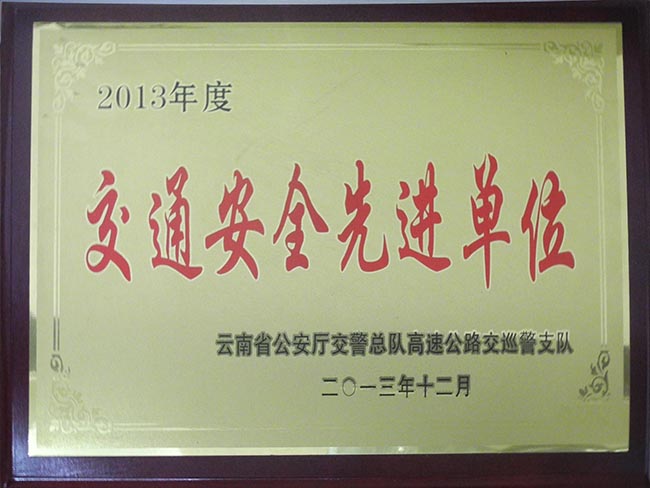 2013年度
交通安全先进单位
云南省公安厅交警总队高速公路交巡警支队
二〇一三年十二月